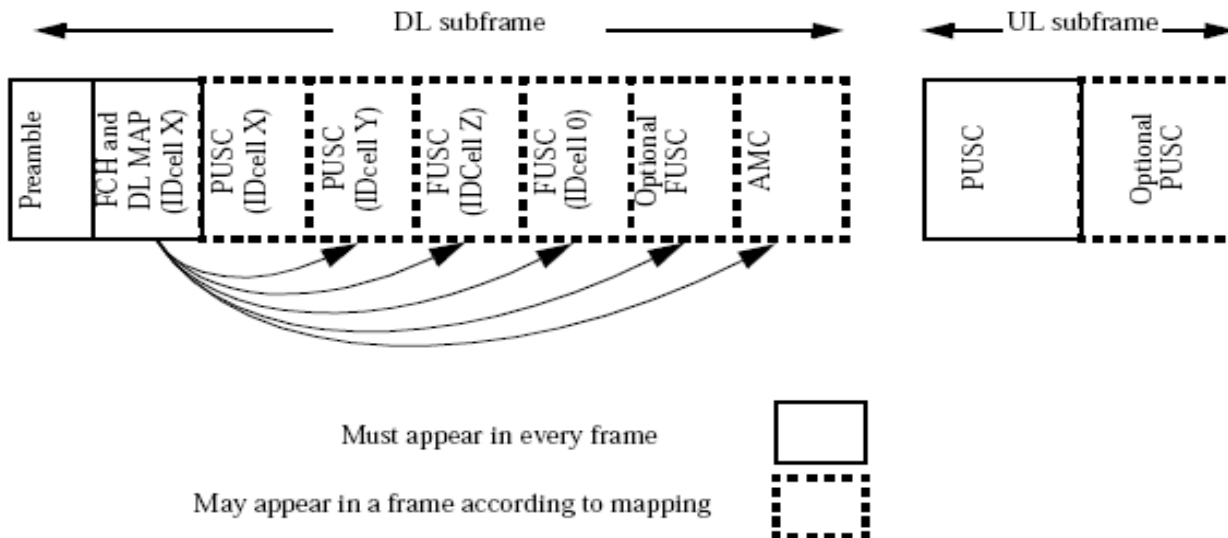 DL subframe
UL subframe
Preamble
FCH and
DL MAP
(IDcell X)
PUSC
(IDcell X)
PUSC
(IDcell Y)
FUSC
(IDCell Z)
FUSC
(IDcell 0)
Optional
FUSC
AMC
PUSC
Optional
PUSC
Must appear in every frame
May appear in a frame according to mapping